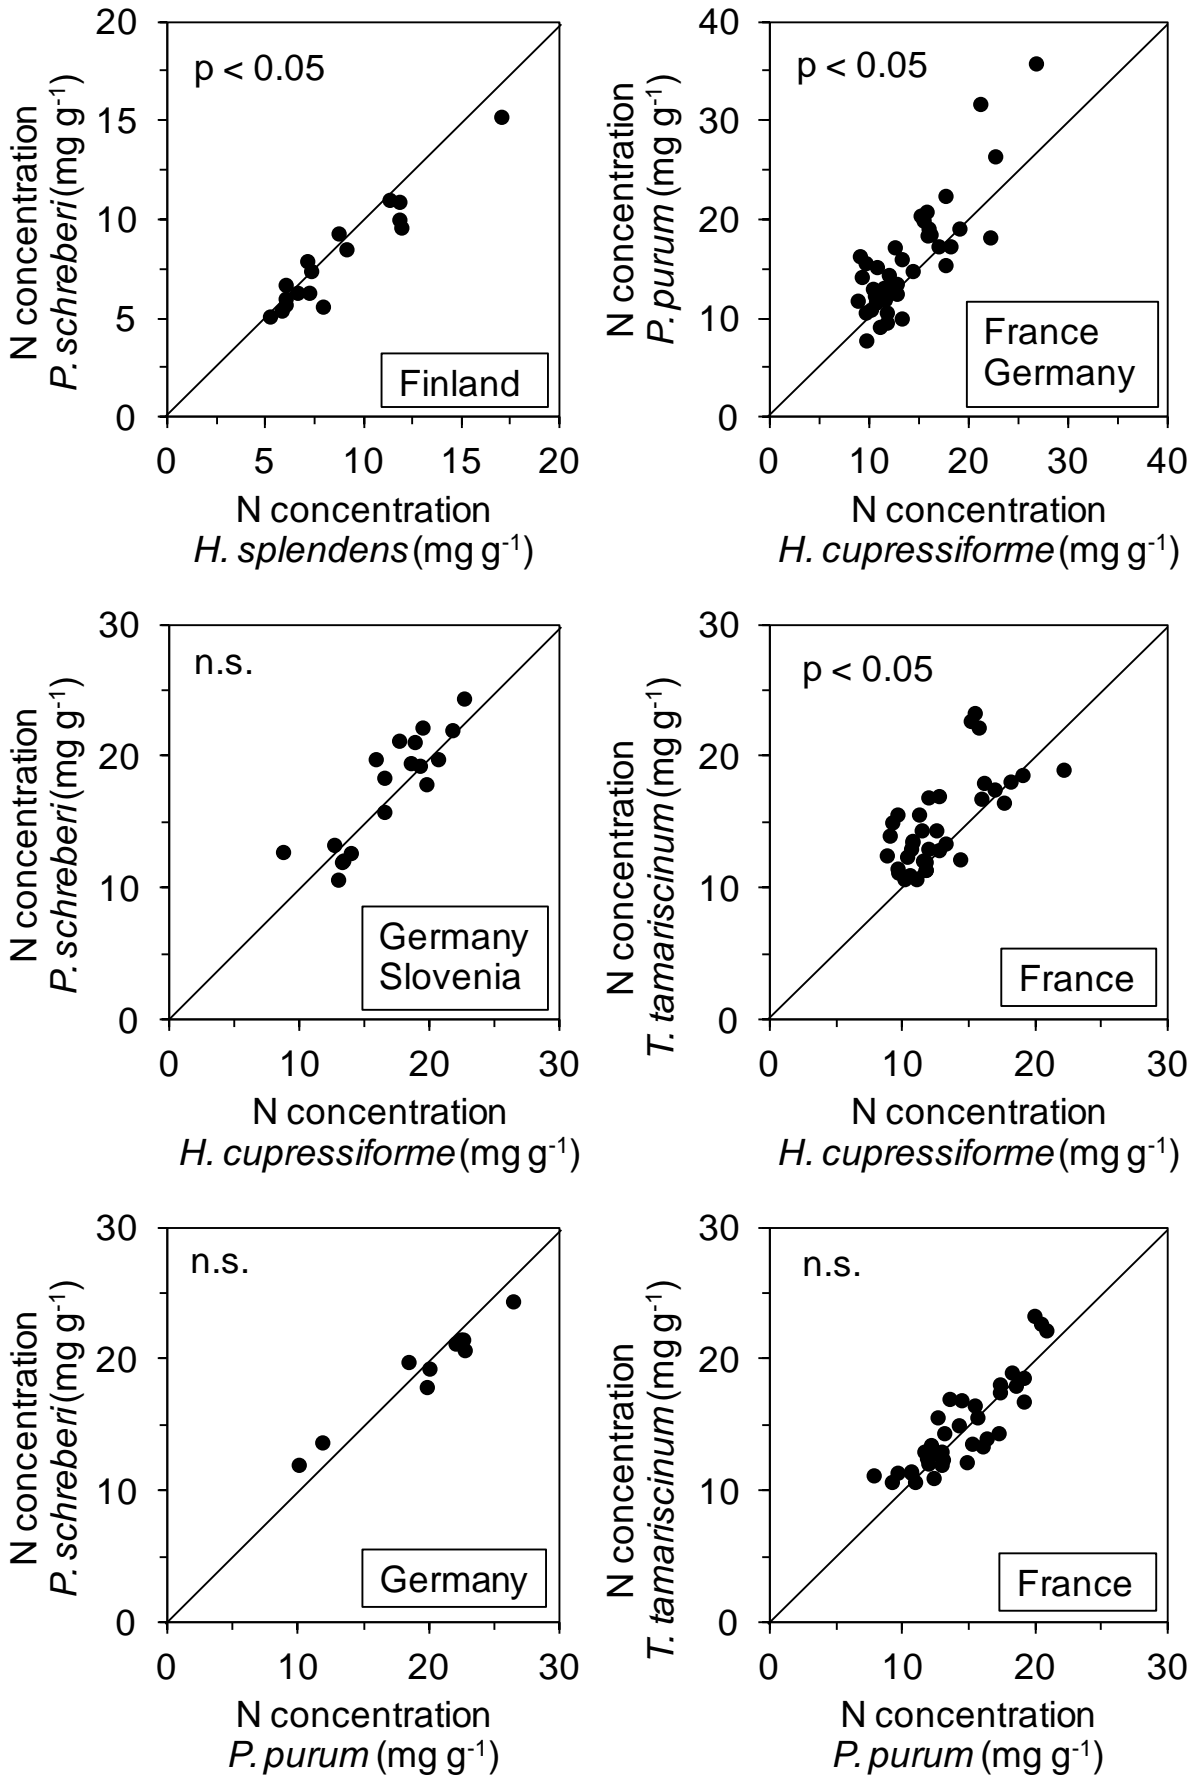 20
15
10
5
0
N concentration
P. schreberi (mg g-1)
p < 0.05
Finland
0 5 10 15 20
N concentration
H. splendens (mg g-1)
40
30
20
10
0
N concentration
P. purum (mg g-1)
p < 0.05
France
Germany
0 10 20 30 40
N concentration
H. cupressiforme (mg g-1)
30
20
10
0
N concentration
P. schreberi (mg g-1)
n.s.
Germany
Slovenia
0 10 20 30
N concentration
H. cupressiforme (mg g-1)
30
20
10
0
N concentration
T. tamariscinum (mg g-1)
p < 0.05
France
0 10 20 30
N concentration
H. cupressiforme (mg g-1)
30
20
10
0
N concentration
P. schreberi (mg g-1)
n.s.
Germany
0 10 20 30
N concentration
P. purum (mg g-1)
30
20
10
0
N concentration
T. tamariscinum (mg g-1)
n.s.
France
0 10 20 30
N concentration
P. purum (mg g-1)